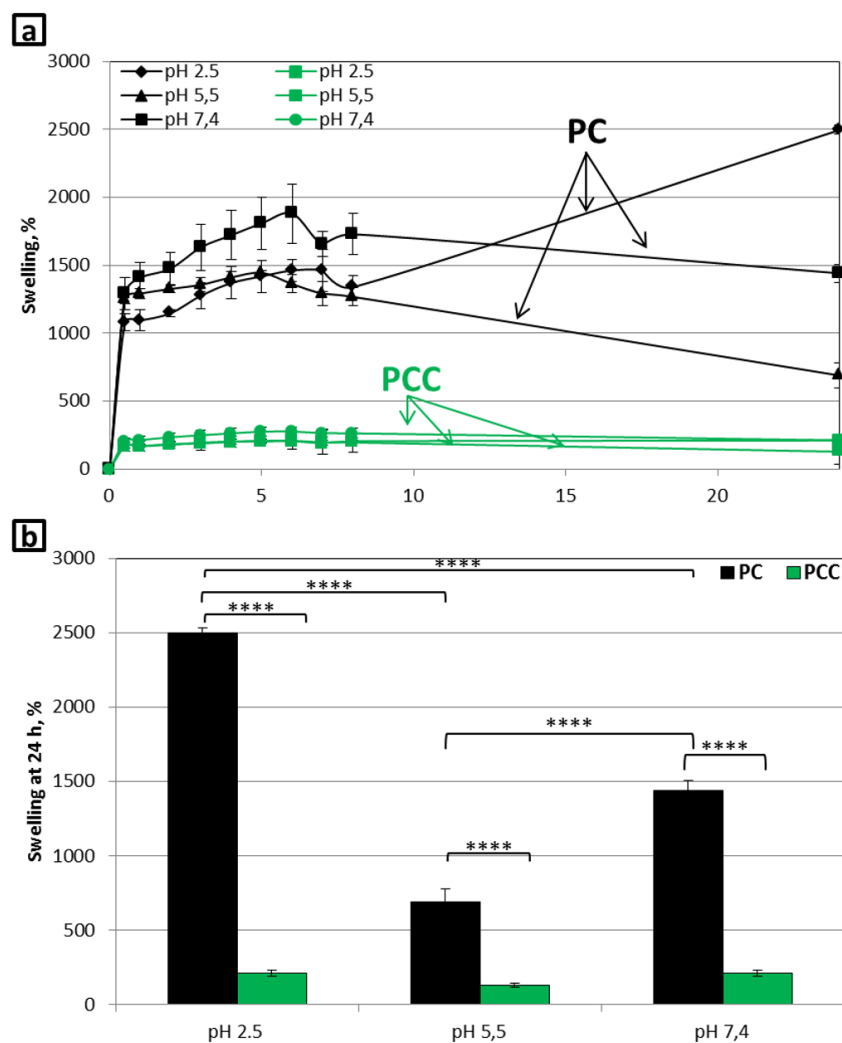 a
3000
2500
2000
1500
1000
500
0
Swelling, %
pH 2.5 pH 2.5
pH 5,5 pH 5,5
pH 7,4 pH 7,4
PC
PCC
0 5 10 15 20
b
3000
2500
2000
1500
1000
500
0
Swelling at 24 h, %
PC PCC
****
****
****
****
****
****
pH 2.5 pH 5,5 pH 7,4